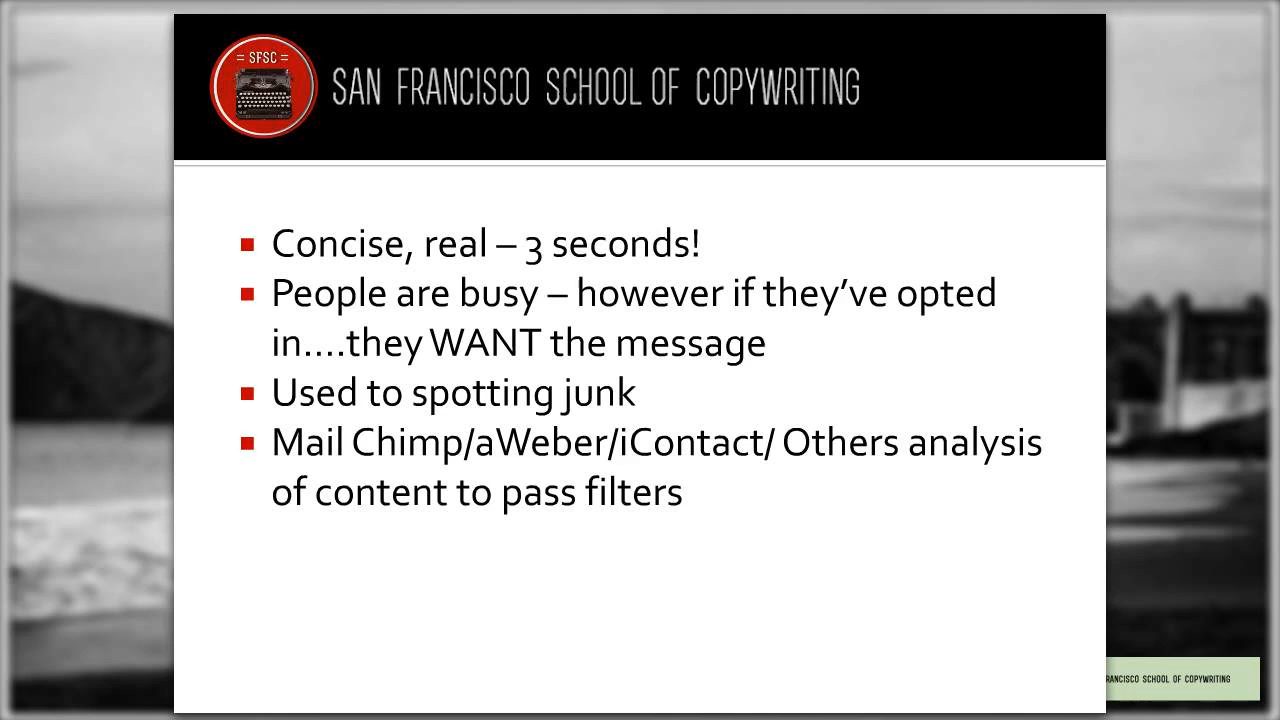 = SFSC =
SAN FRANCISCO SCHOOL OF COPYWRITING
Concise, real – 3 seconds!
People are busy – however if they’ve opted
in....they WANT the message
Used to spotting junk
Mail Chimp/aWeber/iContact/ Others analysis
of content to pass filters
RANCISCO SCHOOL OF COPYWRITING